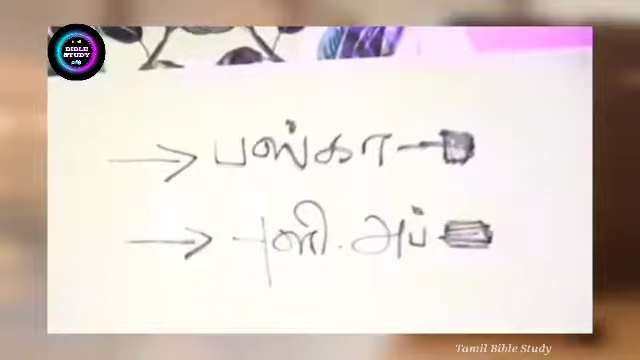 BIBLE
STUDY
→ பஸ்கா –
→ புளி. அப்
Tamil Bible Study